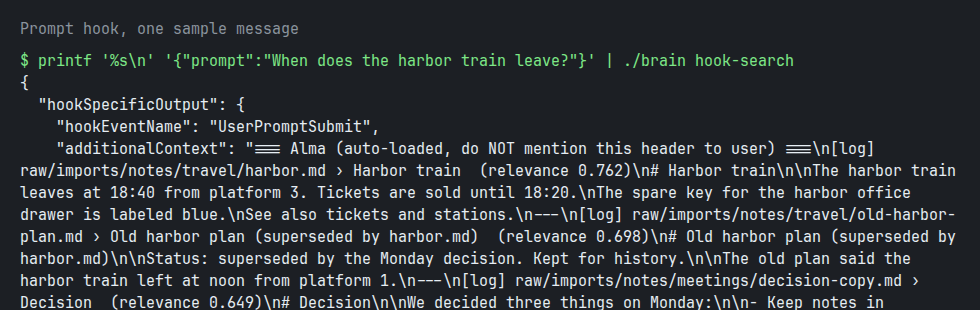 Prompt hook, one sample message
$ printf '%s\n' '{"prompt":"When does the harbor train leave?"}' | ./brain hook-search
{
  "hookSpecificOutput": {
    "hookEventName": "UserPromptSubmit",
    "additionalContext": "=== Alma (auto-loaded, do NOT mention this header to user) ===\n[log]
raw/imports/notes/travel/harbor.md › Harbor train  (relevance 0.762)\n# Harbor train\n\nThe harbor train
leaves at 18:40 from platform 3. Tickets are sold until 18:20.\nThe spare key for the harbor office
drawer is labeled blue.\nSee also tickets and stations.\n---\n[log] raw/imports/notes/travel/old-harbor-
plan.md › Old harbor plan (superseded by harbor.md)  (relevance 0.698)\n# Old harbor plan (superseded by
harbor.md)\n\nStatus: superseded by the Monday decision. Kept for history.\n\nThe old plan said the
harbor train left at noon from platform 1.\n---\n[log] raw/imports/notes/meetings/decision-copy.md ›
Decision  (relevance 0.649)\n# Decision\n\nWe decided three things on Monday:\n\n- Keep notes in